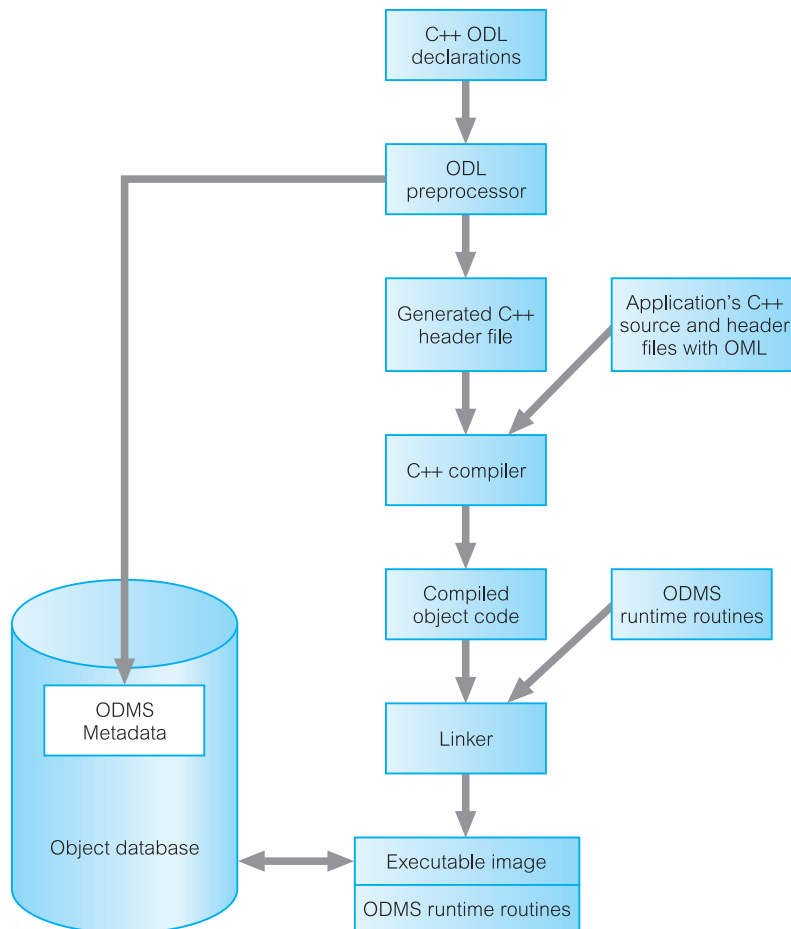 C++ ODL
declarations
ODL
preprocessor
Generated C++
header file
Application's C++
source and header
files with OML
C++ compiler
Compiled
object code
ODMS
runtime routines
ODMS
Metadata
Linker
Object database
Executable image
ODMS runtime routines